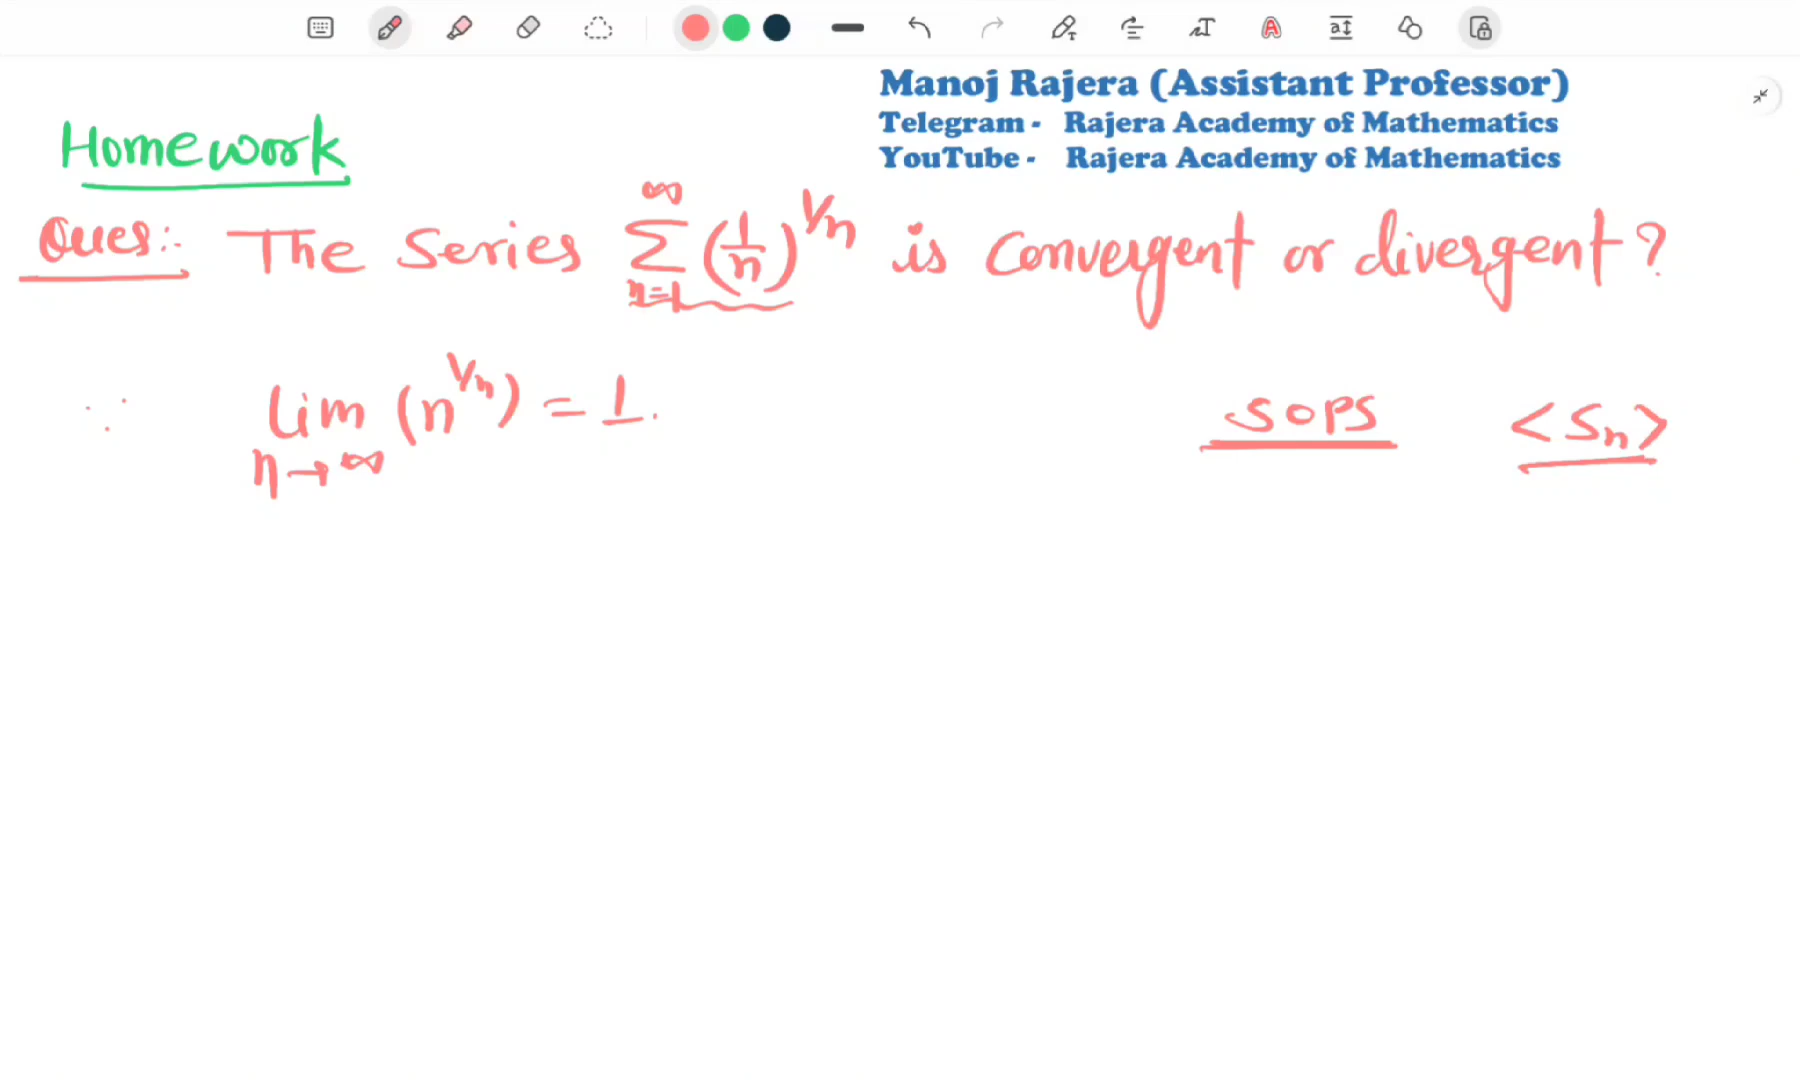 Manoj Rajera (Assistant Professor)
Telegram - Rajera Academy of Mathematics
YouTube - Rajera Academy of Mathematics
Homework
Ques:- The Series ∑_{n=1}^{∞} (1/n)^{1/n} is Convergent or divergent?
∵ lim_{n→∞} (n^{1/n}) = 1.
SOPS <Sn>